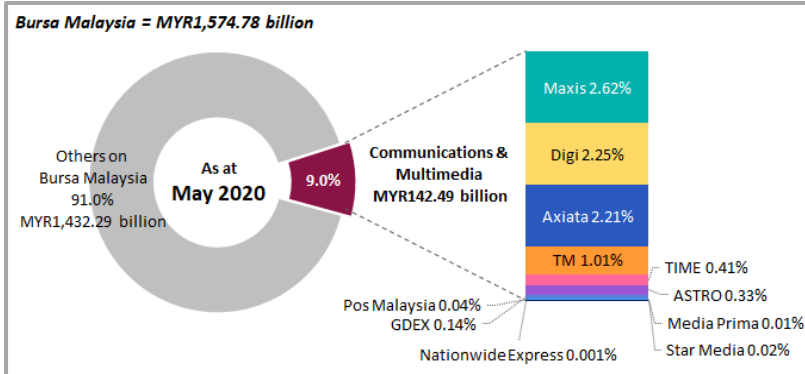 Bursa Malaysia = MYR1,574.78 billion
Others on
Bursa Malaysia
91.0%
MYR1,432.29 billion
As at
May 2020
9.0%
Communications &
Multimedia
MYR142.49 billion
Maxis 2.62%
Digi 2.25%
Axiata 2.21%
TM 1.01%
TIME 0.41%
ASTRO 0.33%
Media Prima 0.01%
Star Media 0.02%
Pos Malaysia 0.04%
GDEX 0.14%
Nationwide Express 0.001%